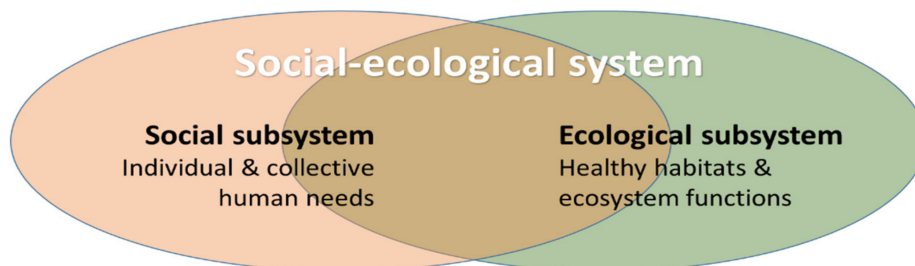 Social-ecological system
Social subsystem
Individual & collective
human needs
Ecological subsystem
Healthy habitats &
ecosystem functions